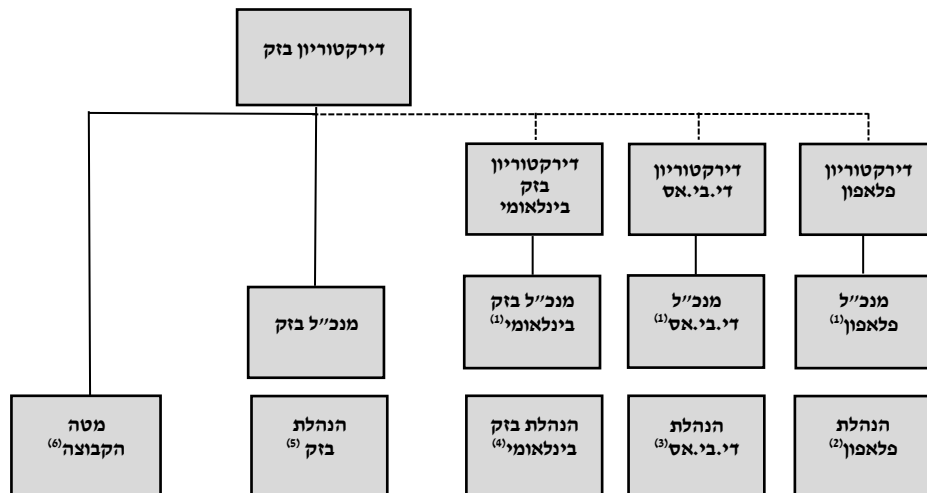 דירקטוריון בזק
דירקטוריון
פלאפון
דירקטוריון
די.בי.אס
דירקטוריון
בזק
בינלאומי
מנכ״ל
פלאפון(1)
מנכ״ל
די.בי.אס(1)
מנכ״ל בזק
בינלאומי(1)
מנכ״ל בזק
הנהלת
פלאפון(2)
הנהלת
די.בי.אס(3)
הנהלת בזק
בינלאומי(4)
הנהלת
בזק (5)
מטה
הקבוצה(6)